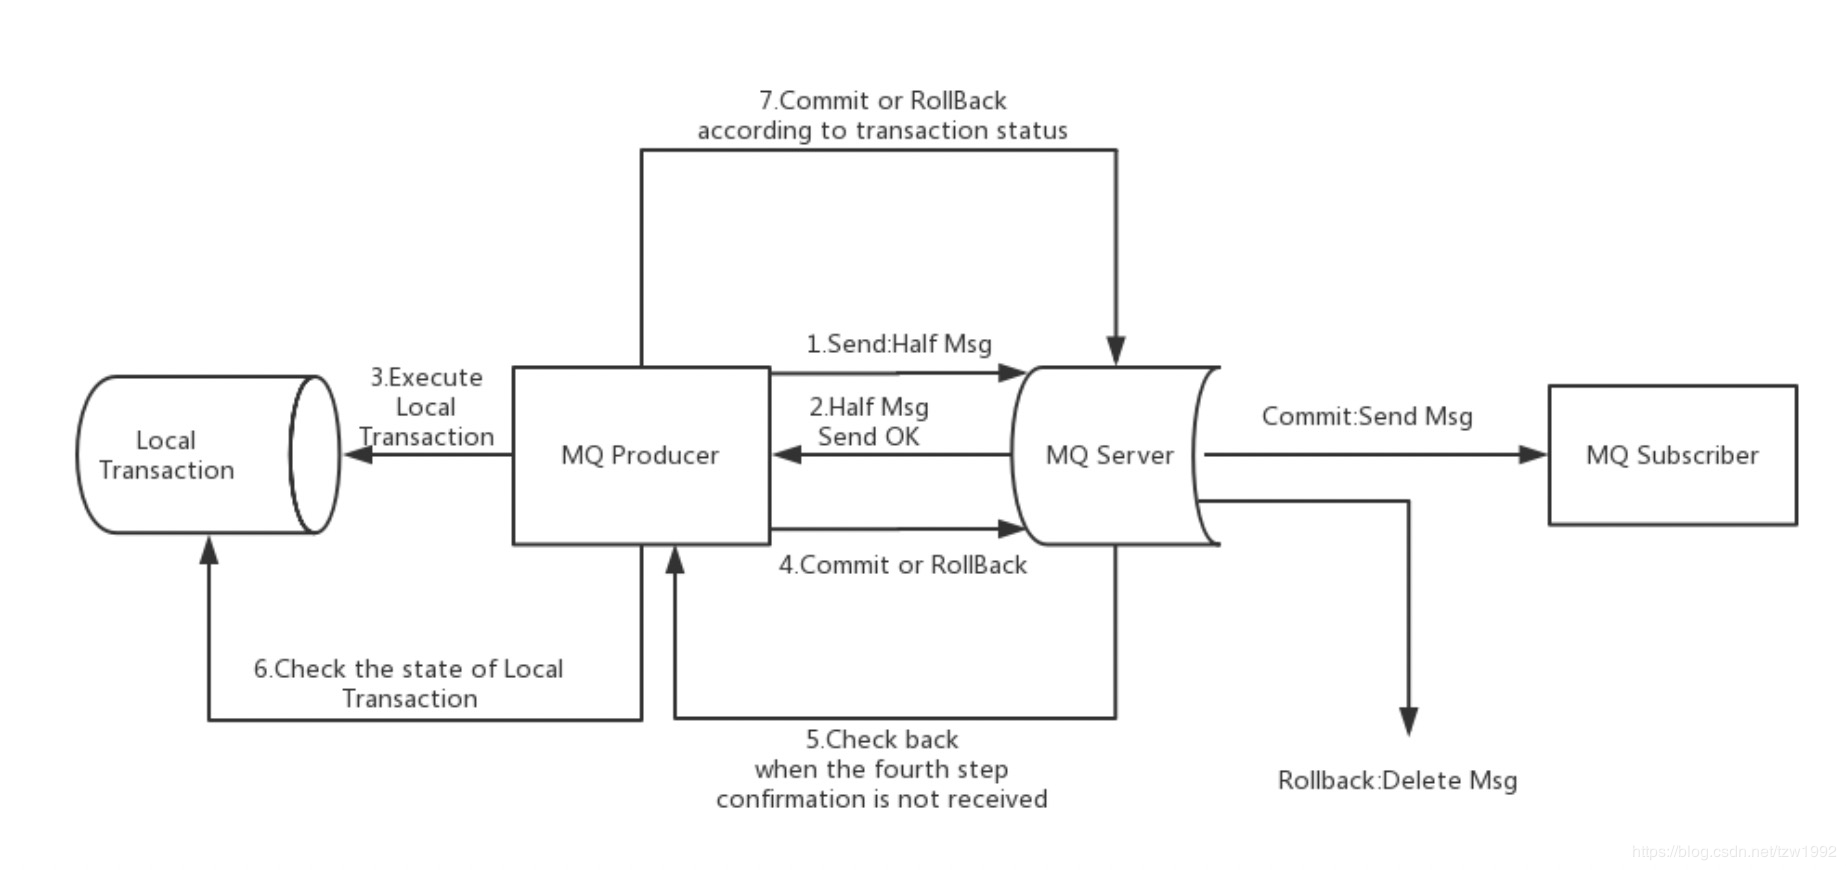 7.Commit or RollBack
according to transaction status
1.Send:Half Msg
3.Execute
Local
Transaction
2.Half Msg
Send OK
Commit:Send Msg
Local
Transaction
MQ Producer
MQ Server
MQ Subscriber
4.Commit or RollBack
6.Check the state of Local
Transaction
5.Check back
when the fourth step
confirmation is not received
Rollback:Delete Msg
https://blog.csdn.net/tzw1992